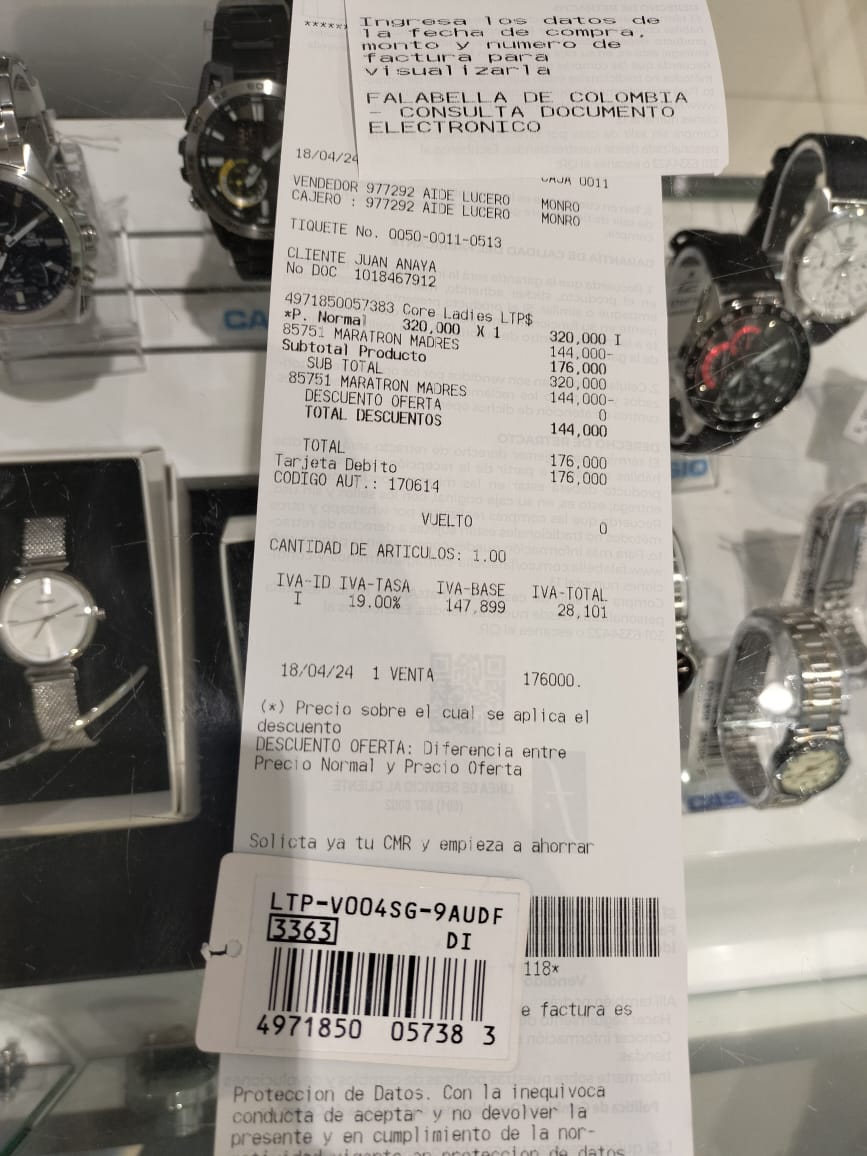 ******
Ingresa los datos de
la fecha de compra,
monto y numero de
factura para
visualizarla
FALABELLA DE COLOMBIA
- CONSULTA DOCUMENTO
ELECTRONICO
18/04/24 CAJA 0011
VENDEDOR 977292 AIDE LUCERO MONRO
CAJERO : 977292 AIDE LUCERO MONRO
TIQUETE No. 0050-0011-0513
CLIENTE JUAN ANAYA
No DOC 1018467912
4971850057383 Core Ladies LTP$
*P. Normal 320,000 X 1 320,000 I
85751 MARATRON MADRES 144,000-
Subtotal Producto 176,000
SUB TOTAL 320,000
85751 MARATRON MADRES 144,000-
DESCUENTO OFERTA 0
TOTAL DESCUENTOS 144,000
TOTAL 176,000
Tarjeta Debito 176,000
CODIGO AUT.: 170614
VUELTO 0
CANTIDAD DE ARTICULOS: 1.00
IVA-ID IVA-TASA IVA-BASE IVA-TOTAL
I 19.00% 147,899 28,101
18/04/24 1 VENTA 176000.
(*) Precio sobre el cual se aplica el
descuento
DESCUENTO OFERTA: Diferencia entre
Precio Normal y Precio Oferta
Solicta ya tu CMR y empieza a ahorrar
LTP-V004SG-9AUDF
3363 DI
4971850 05738 3
118*
e factura es
Proteccion de Datos. Con la inequivoca
conducta de aceptar y no devolver la
presente y en cumplimiento de la nor-
CA
SIO
CASI